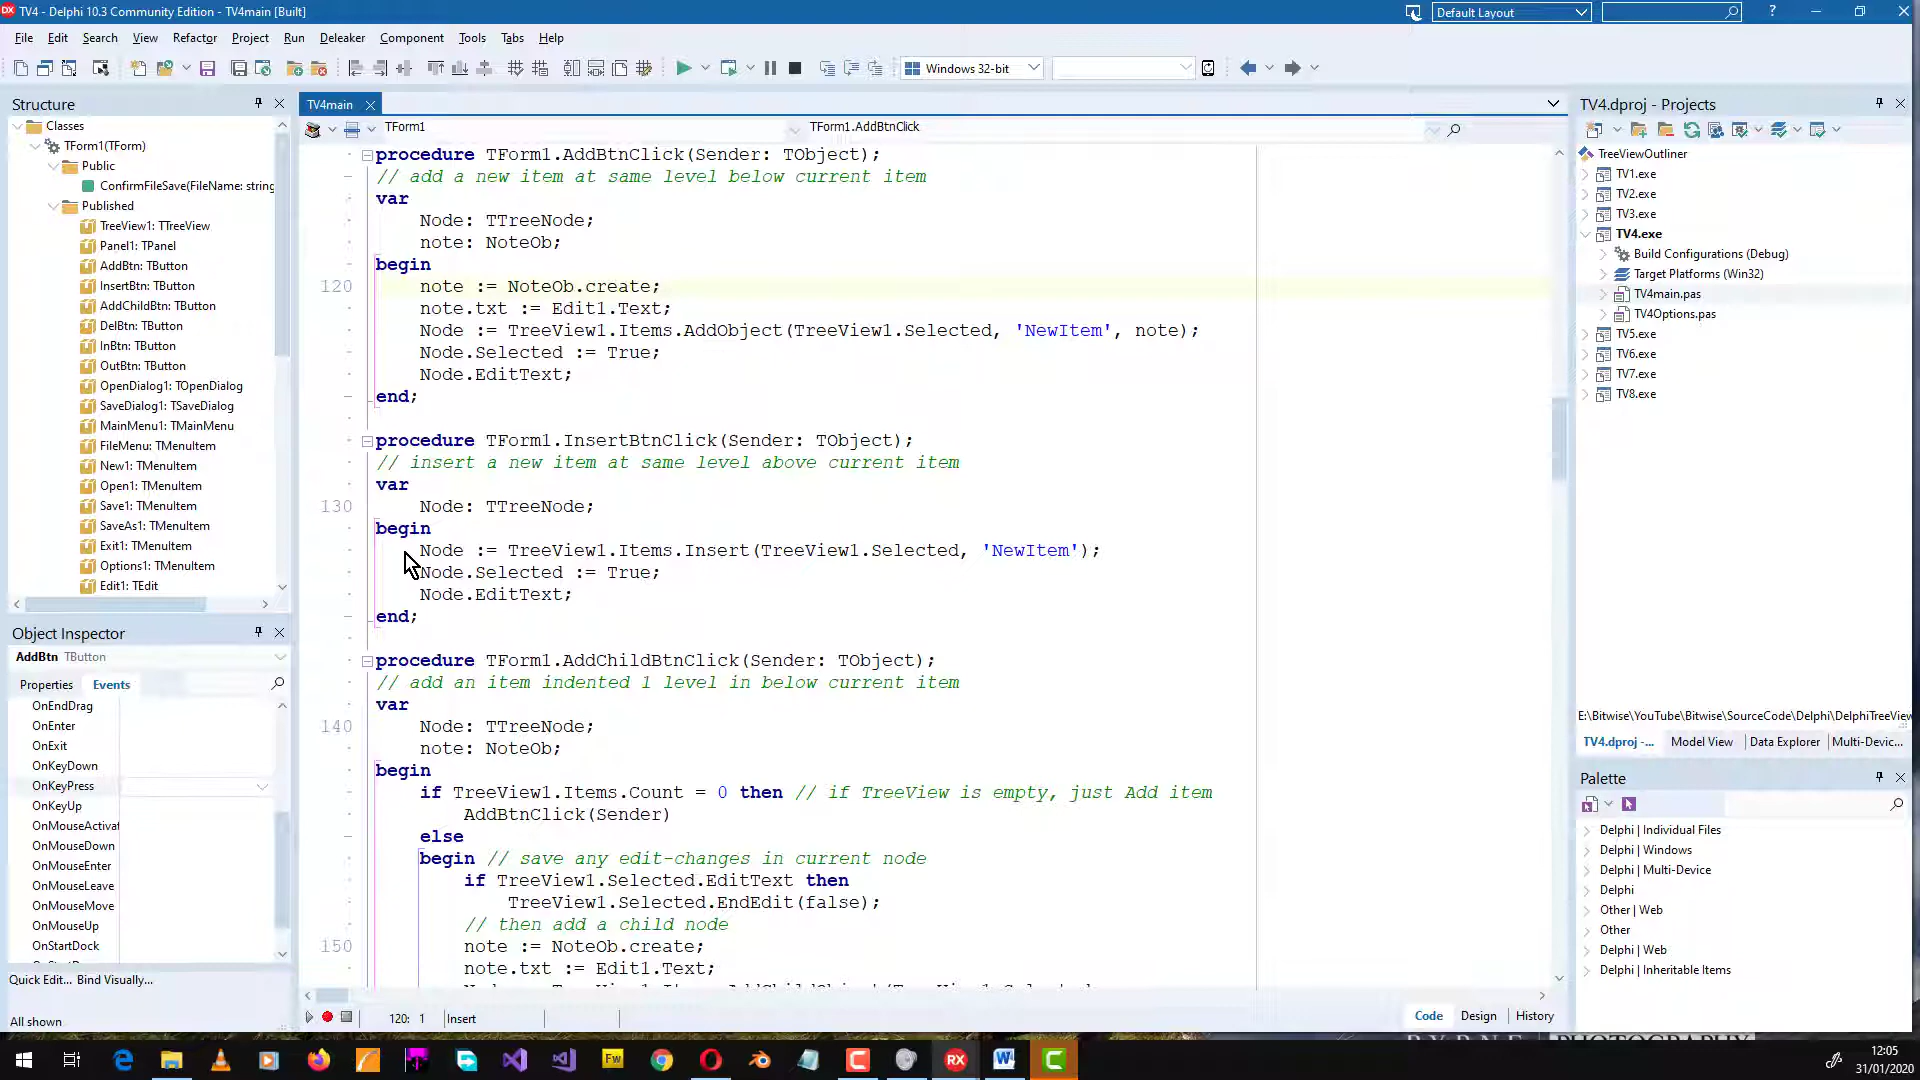 TV4 - Delphi 10.3 Community Edition - TV4main [Built]
Default Layout
File Edit Search View Refactor Project Run Deleaker Component Tools Tabs Help
Windows 32-bit
Structure
Classes
TForm1(TForm)
Public
ConfirmFileSave(FileName: string
Published
TreeView1: TTreeView
Panel1: TPanel
AddBtn: TButton
InsertBtn: TButton
AddChildBtn: TButton
DelBtn: TButton
InBtn: TButton
OutBtn: TButton
OpenDialog1: TOpenDialog
SaveDialog1: TSaveDialog
MainMenu1: TMainMenu
FileMenu: TMenuItem
New1: TMenuItem
Open1: TMenuItem
Save1: TMenuItem
SaveAs1: TMenuItem
Exit1: TMenuItem
Options1: TMenuItem
Edit1: TEdit
Object Inspector
AddBtn TButton
Properties Events
OnEndDrag
OnEnter
OnExit
OnKeyDown
OnKeyPress
OnKeyUp
OnMouseActivat
OnMouseDown
OnMouseEnter
OnMouseLeave
OnMouseMove
OnMouseUp
OnStartDock
Quick Edit... Bind Visually...
All shown
TV4main
TForm1 TForm1.AddBtnClick
procedure TForm1.AddBtnClick(Sender: TObject);
// add a new item at same level below current item
var
Node: TTreeNode;
note: NoteOb;
begin
120 note := NoteOb.create;
note.txt := Edit1.Text;
Node := TreeView1.Items.AddObject(TreeView1.Selected, 'NewItem', note);
Node.Selected := True;
Node.EditText;
end;
procedure TForm1.InsertBtnClick(Sender: TObject);
// insert a new item at same level above current item
var
130 Node: TTreeNode;
begin
Node := TreeView1.Items.Insert(TreeView1.Selected, 'NewItem');
Node.Selected := True;
Node.EditText;
end;
procedure TForm1.AddChildBtnClick(Sender: TObject);
// add an item indented 1 level in below current item
var
140 Node: TTreeNode;
note: NoteOb;
begin
if TreeView1.Items.Count = 0 then // if TreeView is empty, just Add item
AddBtnClick(Sender)
else
begin // save any edit-changes in current node
if TreeView1.Selected.EditText then
TreeView1.Selected.EndEdit(false);
// then add a child node
150 note := NoteOb.create;
note.txt := Edit1.Text;
120: 1 Insert
Code Design History
TV4.dproj - Projects
TreeViewOutliner
TV1.exe
TV2.exe
TV3.exe
TV4.exe
Build Configurations (Debug)
Target Platforms (Win32)
TV4main.pas
TV4Options.pas
TV5.exe
TV6.exe
TV7.exe
TV8.exe
E:\Bitwise\YouTube\Bitwise\SourceCode\Delphi\DelphiTreeView
TV4.dproj -... Model View Data Explorer Multi-Devic...
Palette
Delphi | Individual Files
Delphi | Windows
Delphi | Multi-Device
Delphi
Other | Web
Other
Delphi | Web
Delphi | Inheritable Items
12:05
31/01/2020